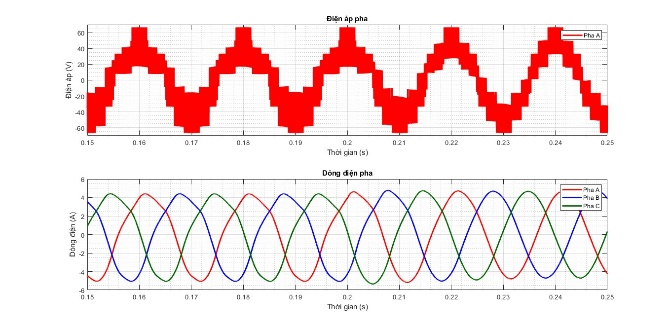 Điện áp pha
Điện áp (V)
60
40
20
0
-20
-40
-60
Pha A
0.15 0.16 0.17 0.18 0.19 0.2 0.21 0.22 0.23 0.24 0.25
Thời gian (s)
Dòng điện pha
Dòng điện (A)
6
4
2
0
-2
-4
-6
Pha A
Pha B
Pha C
0.15 0.16 0.17 0.18 0.19 0.2 0.21 0.22 0.23 0.24 0.25
Thời gian (s)